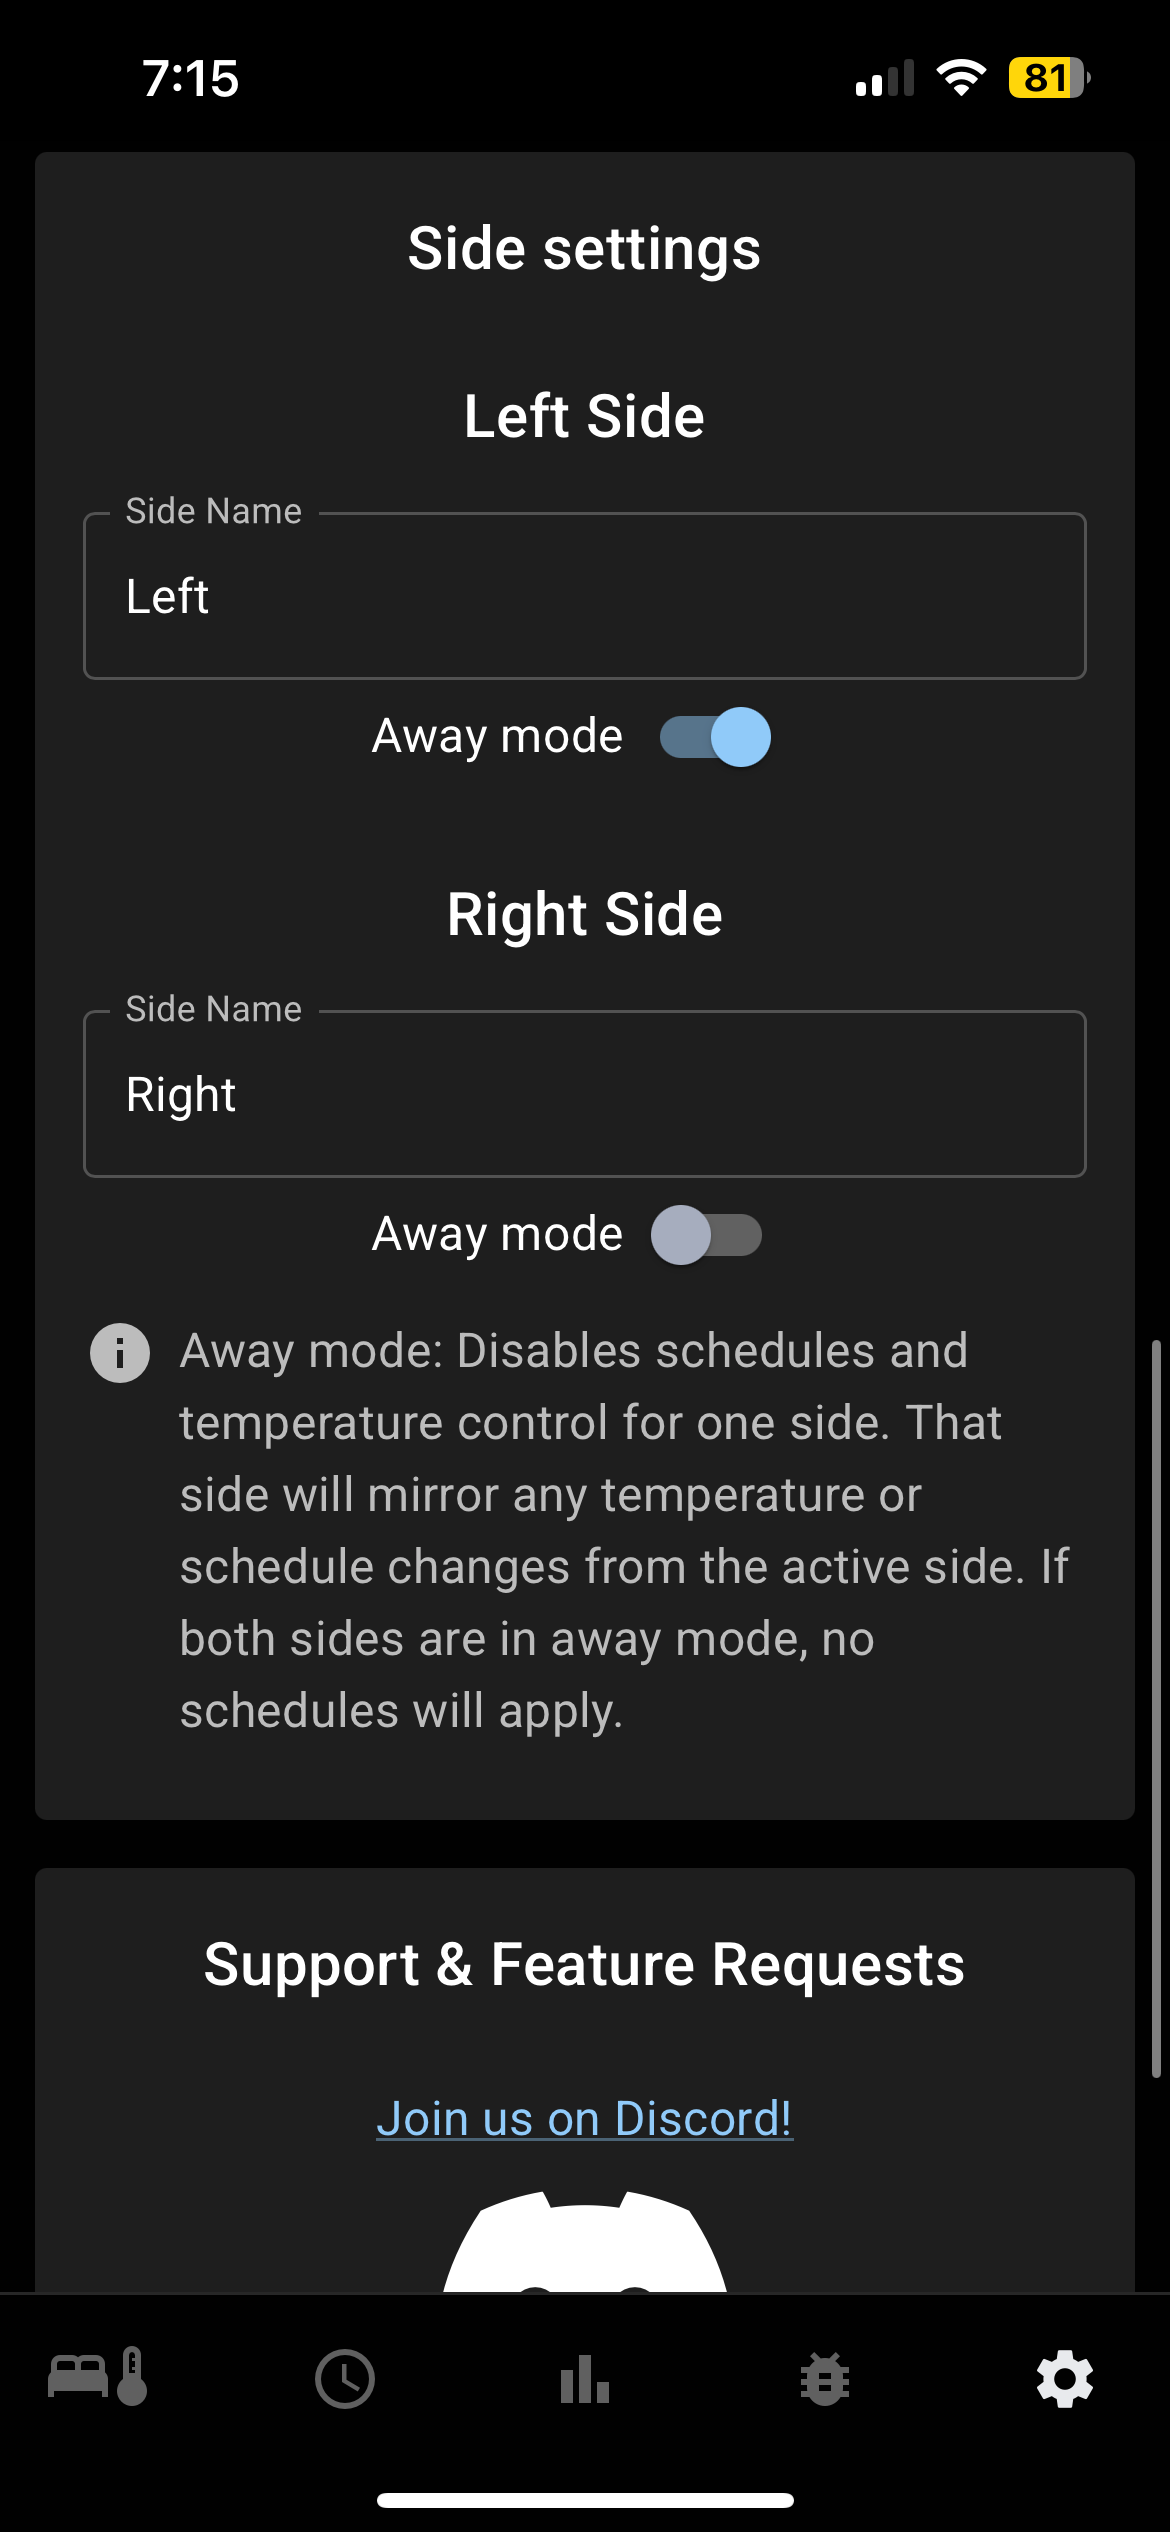 7:15
81
Side settings
Left Side
Side Name
Left
Away mode
Right Side
Side Name
Right
Away mode
Away mode: Disables schedules and
temperature control for one side. That
side will mirror any temperature or
schedule changes from the active side. If
both sides are in away mode, no
schedules will apply.
Support & Feature Requests
Join us on Discord!